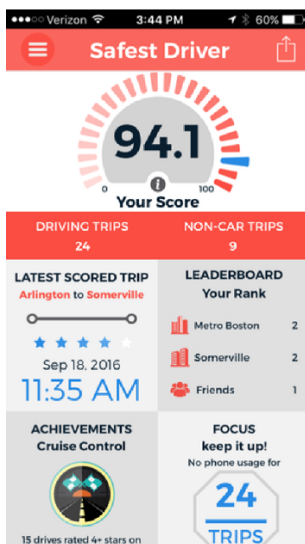 Verizon 3:44 PM 60%
Safest Driver
94.1
0 i 100
Your Score
DRIVING TRIPS NON-CAR TRIPS
24 9
LATEST SCORED TRIP
Arlington to Somerville
Sep 18, 2016
11:35 AM
LEADERBOARD
Your Rank
Metro Boston 2
Somerville 2
Friends 1
ACHIEVEMENTS
Cruise Control
15 drives rated 4+ stars on
FOCUS
keep it up!
No phone usage for
24
TRIPS